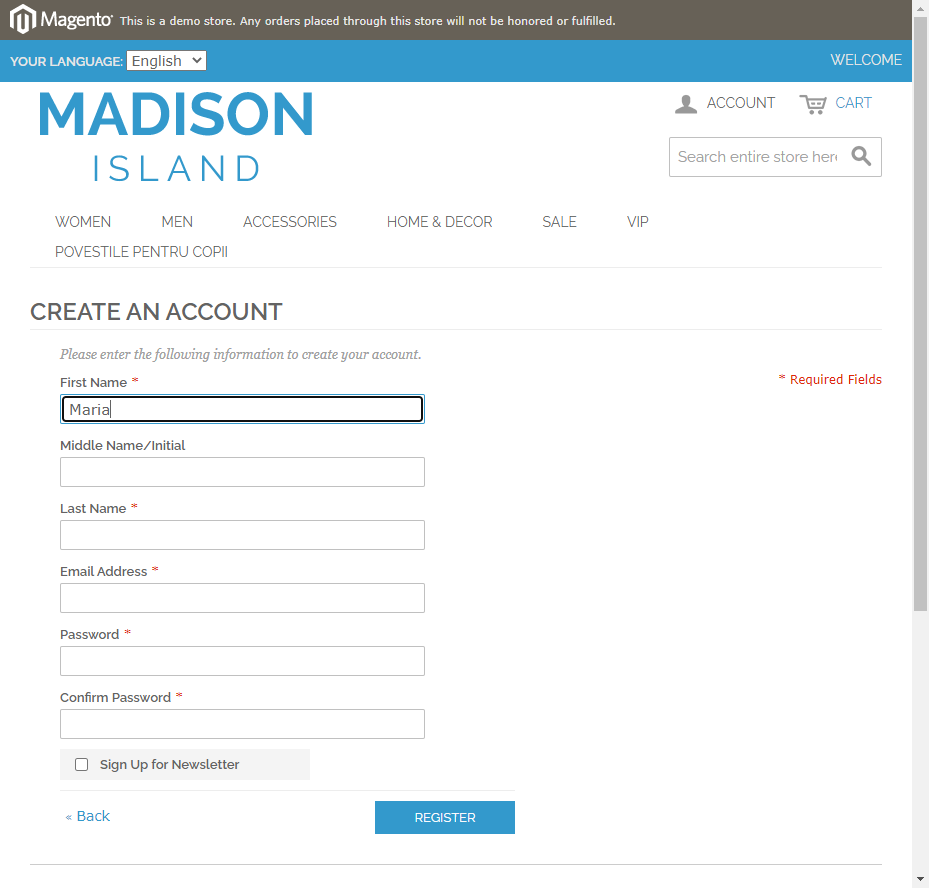 Magento This is a demo store. Any orders placed through this store will not be honored or fulfilled.
YOUR LANGUAGE: English WELCOME
MADISON
ISLAND
ACCOUNT CART
Search entire store here
WOMEN MEN ACCESSORIES HOME & DECOR SALE VIP
POVESTILE PENTRU COPII
CREATE AN ACCOUNT
Please enter the following information to create your account.
* Required Fields
First Name *
Maria
Middle Name/Initial
Last Name *
Email Address *
Password *
Confirm Password *
Sign Up for Newsletter
« Back REGISTER